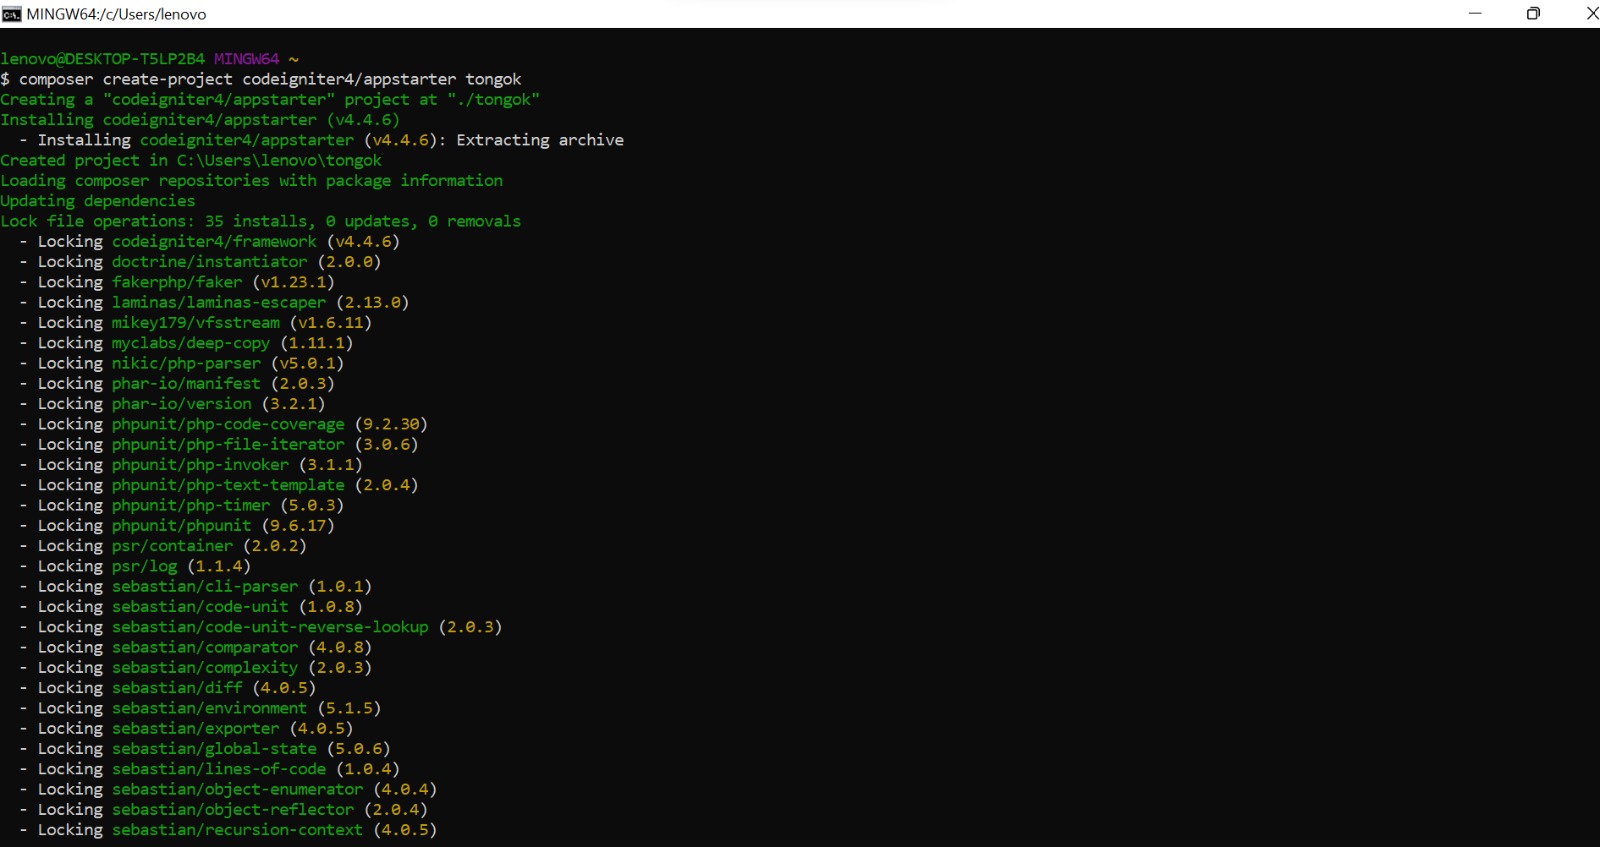 MINGW64:/c/Users/lenovo
lenovo@DESKTOP-T5LP2B4 MINGW64 ~
$ composer create-project codeigniter4/appstarter tongok
Creating a "codeigniter4/appstarter" project at "./tongok"
Installing codeigniter4/appstarter (v4.4.6)
  - Installing codeigniter4/appstarter (v4.4.6): Extracting archive
Created project in C:\Users\lenovo\tongok
Loading composer repositories with package information
Updating dependencies
Lock file operations: 35 installs, 0 updates, 0 removals
  - Locking codeigniter4/framework (v4.4.6)
  - Locking doctrine/instantiator (2.0.0)
  - Locking fakerphp/faker (v1.23.1)
  - Locking laminas/laminas-escaper (2.13.0)
  - Locking mikey179/vfsstream (v1.6.11)
  - Locking myclabs/deep-copy (1.11.1)
  - Locking nikic/php-parser (v5.0.1)
  - Locking phar-io/manifest (2.0.3)
  - Locking phar-io/version (3.2.1)
  - Locking phpunit/php-code-coverage (9.2.30)
  - Locking phpunit/php-file-iterator (3.0.6)
  - Locking phpunit/php-invoker (3.1.1)
  - Locking phpunit/php-text-template (2.0.4)
  - Locking phpunit/php-timer (5.0.3)
  - Locking phpunit/phpunit (9.6.17)
  - Locking psr/container (2.0.2)
  - Locking psr/log (1.1.4)
  - Locking sebastian/cli-parser (1.0.1)
  - Locking sebastian/code-unit (1.0.8)
  - Locking sebastian/code-unit-reverse-lookup (2.0.3)
  - Locking sebastian/comparator (4.0.8)
  - Locking sebastian/complexity (2.0.3)
  - Locking sebastian/diff (4.0.5)
  - Locking sebastian/environment (5.1.5)
  - Locking sebastian/exporter (4.0.5)
  - Locking sebastian/global-state (5.0.6)
  - Locking sebastian/lines-of-code (1.0.4)
  - Locking sebastian/object-enumerator (4.0.4)
  - Locking sebastian/object-reflector (2.0.4)
  - Locking sebastian/recursion-context (4.0.5)